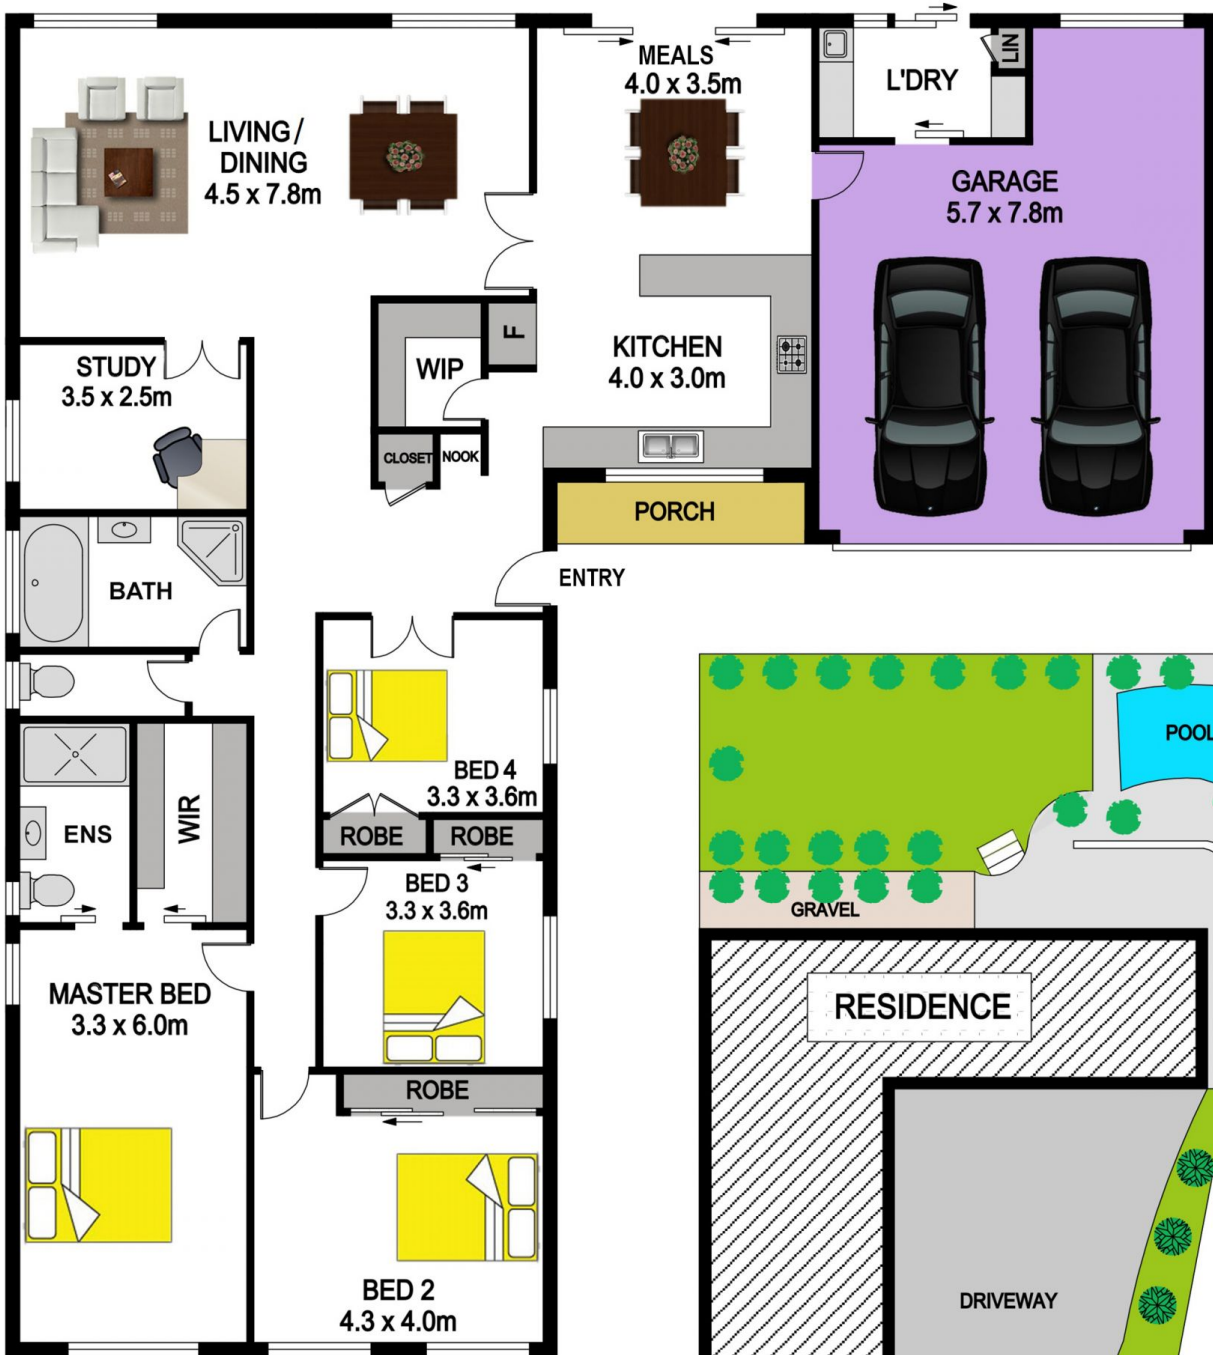 MEALS
4.0 x 3.5m
LIN
L'DRY
LIVING/
DINING
4.5 x 7.8m
GARAGE
5.7 x 7.8m
F
STUDY
3.5 x 2.5m
WIP
KITCHEN
4.0 x 3.0m
CLOSET
NOOK
PORCH
BATH
ENTRY
BED 4
3.3 x 3.6m
POOL
ENS
WIR
ROBE
ROBE
BED 3
3.3 x 3.6m
GRAVEL
MASTER BED
3.3 x 6.0m
RESIDENCE
ROBE
BED 2
4.3 x 4.0m
DRIVEWAY